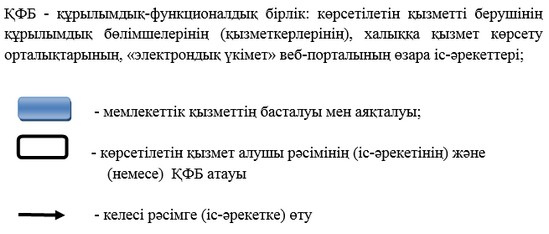 ҚФБ - құрылымдық-функционалдық бірлік: көрсетілетін қызметті берушінің
құрылымдық бөлімшелерінің (қызметкерлерінің), халыққа қызмет көрсету
орталықтарының, «электрондық үкімет» веб-порталының өзара іс-әрекеттері;
- мемлекеттік қызметтің басталуы мен аяқталуы;
- көрсетілетін қызмет алушы рәсімінің (іс-әрекетінің) және
(немесе) ҚФБ атауы
- келесі рәсімге (іс-әрекетке) өту